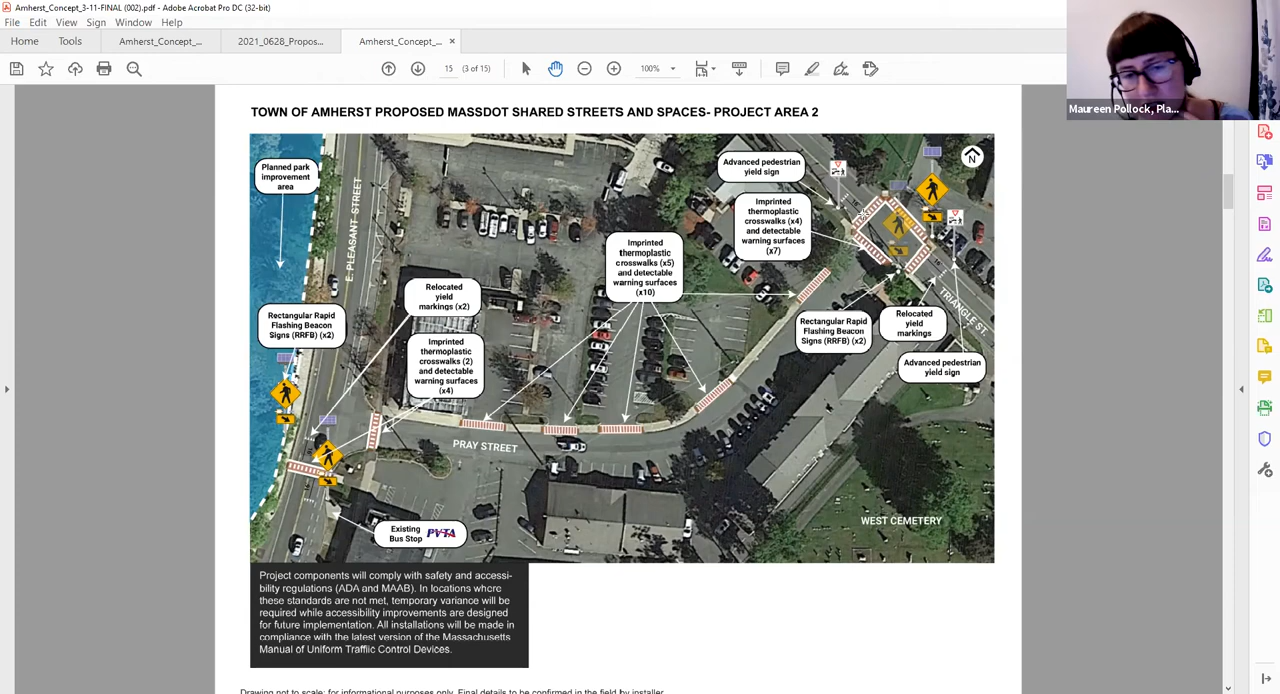 Amherst_Concept_3-11-FINAL (002).pdf - Adobe Acrobat Pro DC (32-bit)
File Edit View Sign Window Help
Home Tools Amherst_Concept_... 2021_0628_Propos... Amherst_Concept_... ×
15 (3 of 15) 100%
Maureen Pollock, Pla...
TOWN OF AMHERST PROPOSED MASSDOT SHARED STREETS AND SPACES- PROJECT AREA 2
Planned park
improvement
area
E. PLEASANT STREET
Advanced pedestrian
yield sign
N
Imprinted
thermoplastic
crosswalks (x4)
and detectable
warning surfaces
(x7)
Imprinted
thermoplastic
crosswalks (x5)
and detectable
warning surfaces
(x10)
Relocated
yield
markings (x2)
Rectangular Rapid
Flashing Beacon
Signs (RRFB) (x2)
Imprinted
thermoplastic
crosswalks (2)
and detectable
warning surfaces
(x4)
Rectangular Rapid
Flashing Beacon
Signs (RRFB) (x2)
Relocated
yield
markings
TRIANGLE ST.
Advanced pedestrian
yield sign
PRAY STREET
WEST CEMETERY
Existing
Bus Stop PVTA
Project components will comply with safety and accessi-
bility regulations (ADA and MAAB). In locations where
these standards are not met, temporary variance will be
required while accessibility improvements are designed
for future implementation. All installations will be made in
compliance with the latest version of the Massachusetts
Manual of Uniform Traffiic Control Devices.
Drawing not to scale; for informational purposes only. Final details to be confirmed in the field by installer.